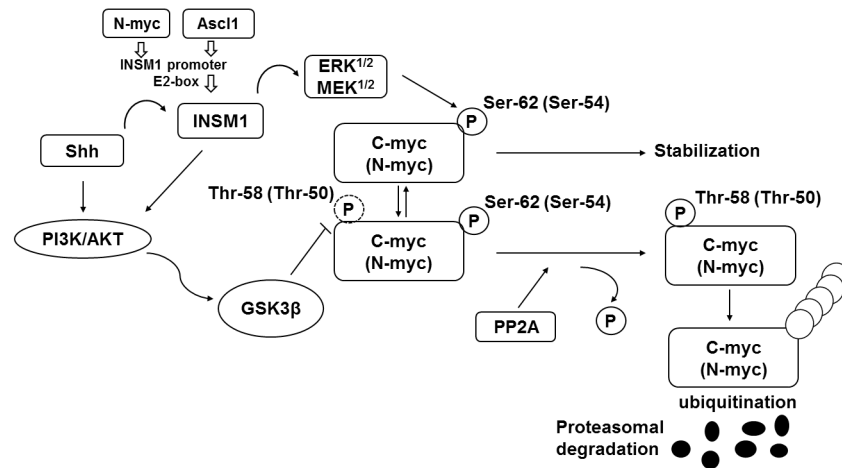 N-myc
Ascl1
INSM1 promoter
E2-box
ERK1/2
MEK1/2
Ser-62 (Ser-54)
P
INSM1
C-myc
(N-myc)
Shh
Stabilization
Thr-58 (Thr-50)
P
Ser-62 (Ser-54)
P
Thr-58 (Thr-50)
P
PI3K/AKT
C-myc
(N-myc)
C-myc
(N-myc)
GSK3β
PP2A
P
C-myc
(N-myc)
ubiquitination
Proteasomal
degradation